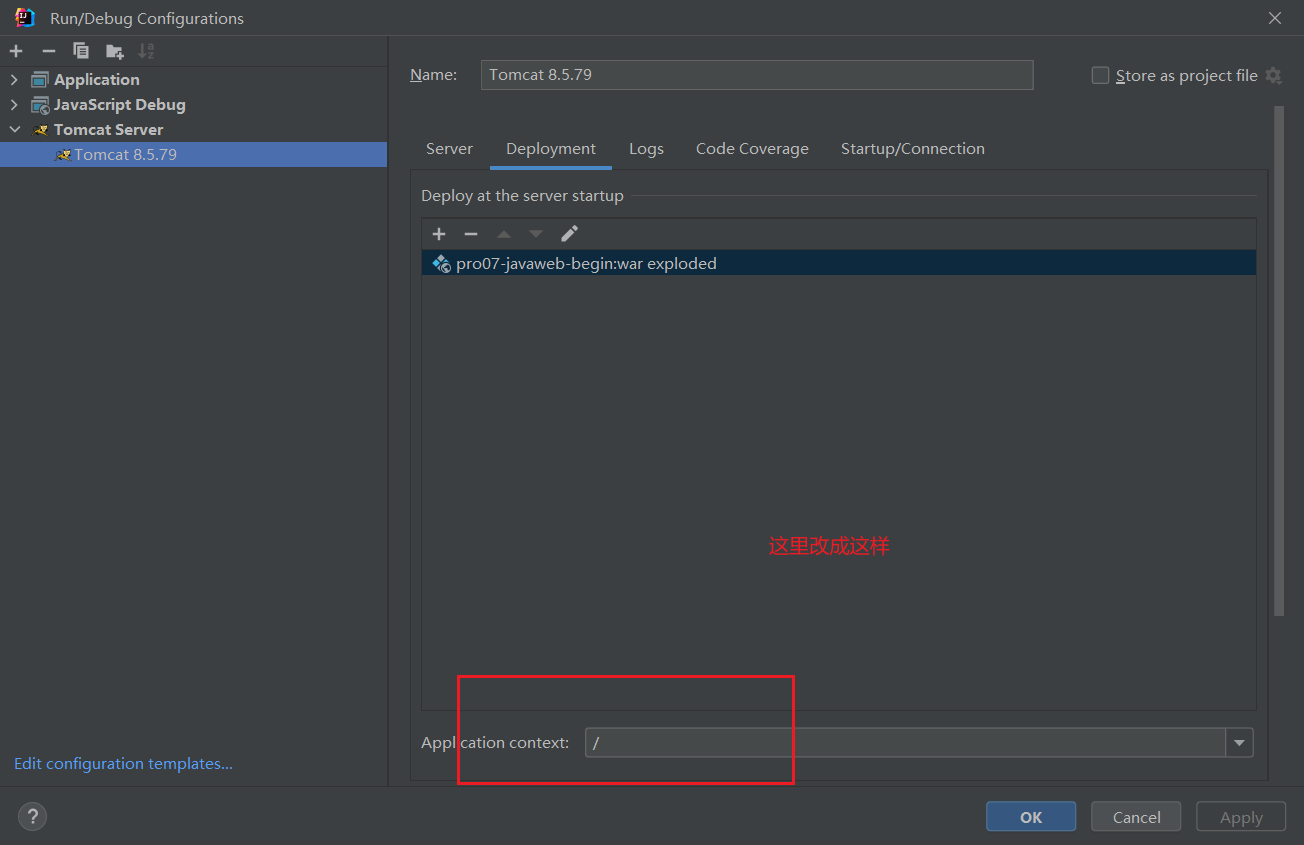 Run/Debug Configurations
Application
JavaScript Debug
Tomcat Server
Tomcat 8.5.79
Edit configuration templates...
Name: Tomcat 8.5.79
Store as project file
Server Deployment Logs Code Coverage Startup/Connection
Deploy at the server startup
pro07-javaweb-begin:war exploded
这里改成这样
Application context: /
? OK Cancel Apply